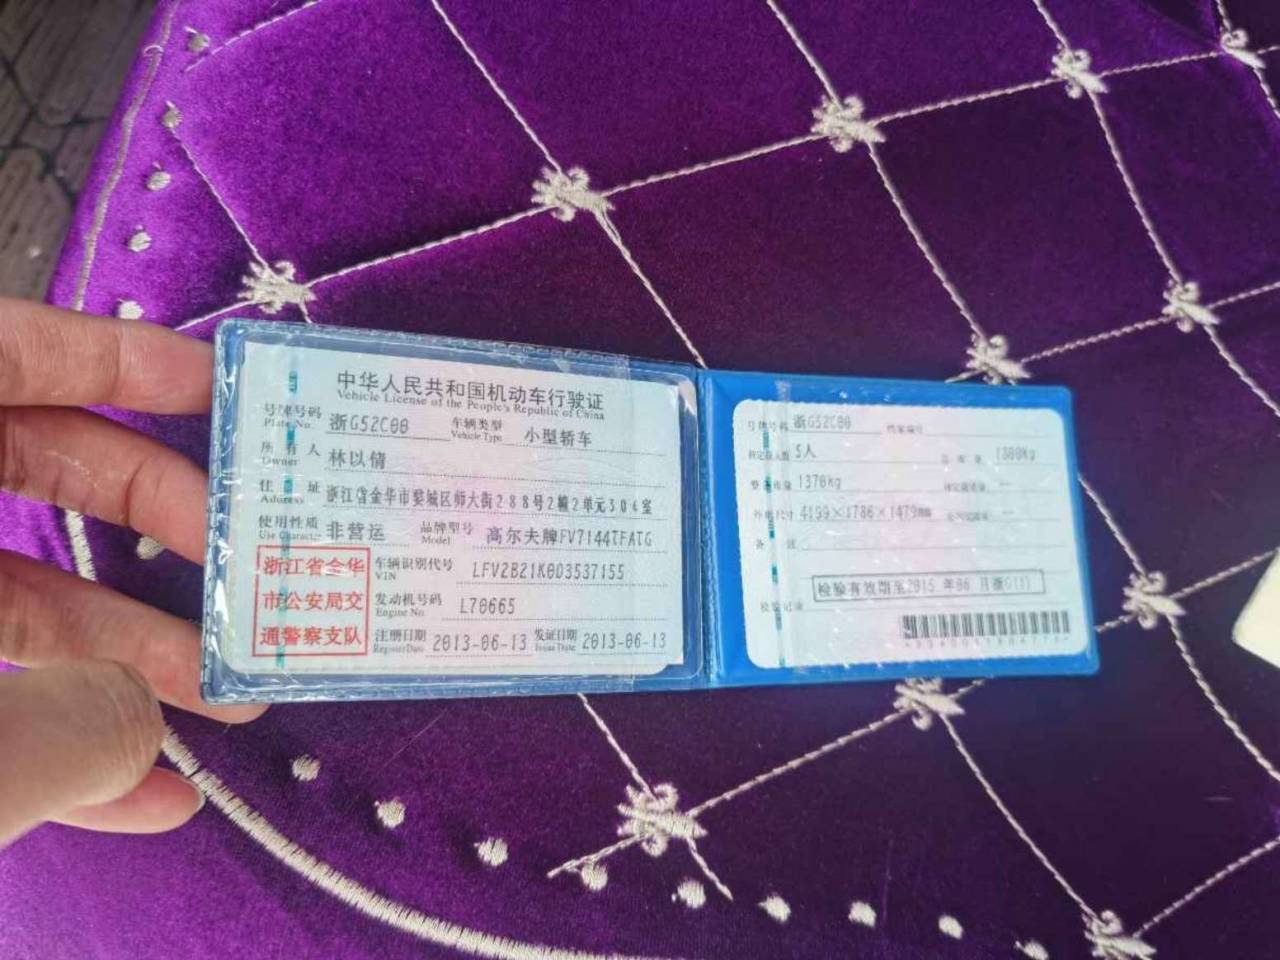 中华人民共和国机动车行驶证
Vehicle License of the People's Republic of China
号牌号码 浙G52C00 车辆类型 小型轿车
Plate No. Vehicle Type
所有人 林以倩
Owner
住址 浙江省金华市婺城区师大街288号2幢2单元304室
Address
使用性质 非营运 品牌型号 高尔夫牌FV7144TFATG
Use Character Model
浙江省金华
市公安局交
通警察支队
车辆识别代号 LFV2B21K0D3537155
VIN
发动机号码 L70665
Engine No.
注册日期 2013-06-13 发证日期 2013-06-13
Register Date Issue Date
号牌号码 浙G52C00 档案编号
核定载人数 5人 总质量
整备质量 1370kg 核定载质量 --
外廓尺寸 4199×1786×1479mm --
备注
检验有效期至2015年06月浙G(1)
检验记录